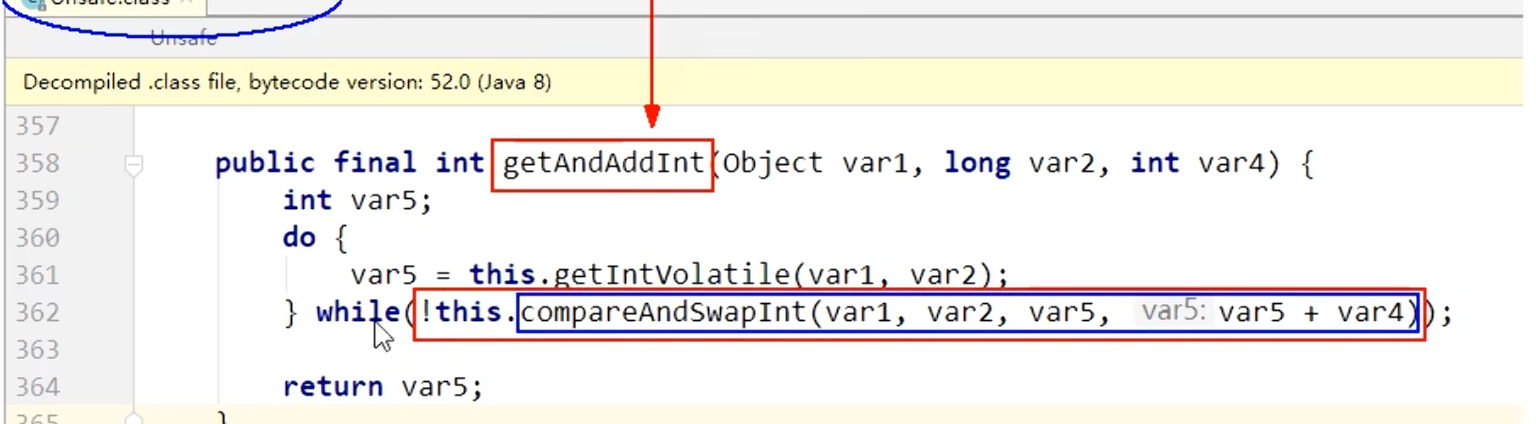 Unsafe.class
Unsafe
Decompiled .class file, bytecode version: 52.0 (Java 8)
357
358 public final int getAndAddInt(Object var1, long var2, int var4) {
359 int var5;
360 do {
361 var5 = this.getIntVolatile(var1, var2);
362 } while(!this.compareAndSwapInt(var1, var2, var5, var5: var5 + var4));
363
364 return var5;
365 }